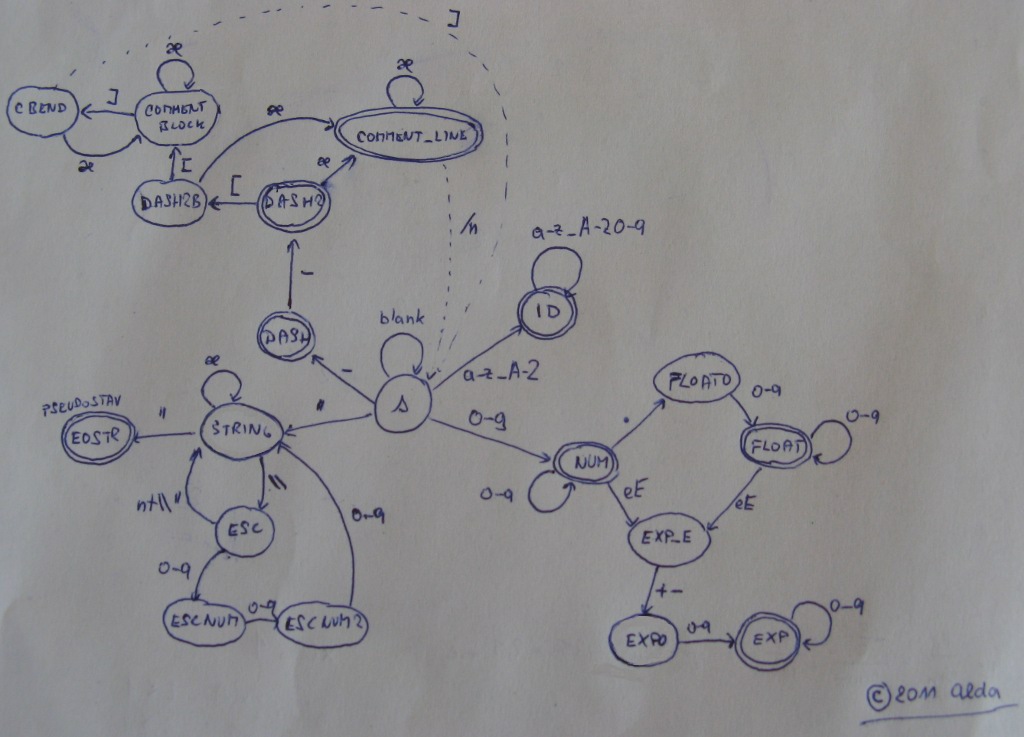 ]
æ
æ
CBEND
]
COMMENT
BLOCK
æ
COMMENT_LINE
æ
[
æ
DASH2B
[
DASH2
/n
a-z_A-Z0-9
-
ID
blank
DASH
-
a-z_A-Z
FLOAT0
0-9
æ
S
PSEUDOSTAV
"
"
0-9
.
0-9
EOSTR
STRING
FLOAT
NUM
\
0-9
eE
eE
nt\"
0-9
ESC
EXP_E
0-9
+-
0-9
ESCNUM
0-9
ESCNUM2
EXP0
0-9
EXP
© 2011 alda